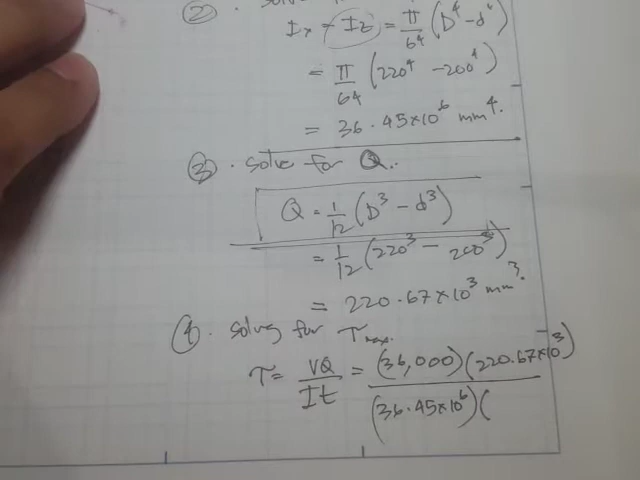 ②. solve
Ix = Iz = π/64 (D⁴ - d⁴)
= π/64 (220⁴ - 200⁴)
= 36.45×10⁶ mm⁴.
③. solve for Q.
Q = 1/12 (D³ - d³)
= 1/12 (220³ - 200³)
= 220.67×10³ mm³.
④. solving for τmax.
τ = VQ/It = (36,000)(220.67×10³)/(36.45×10⁶)(